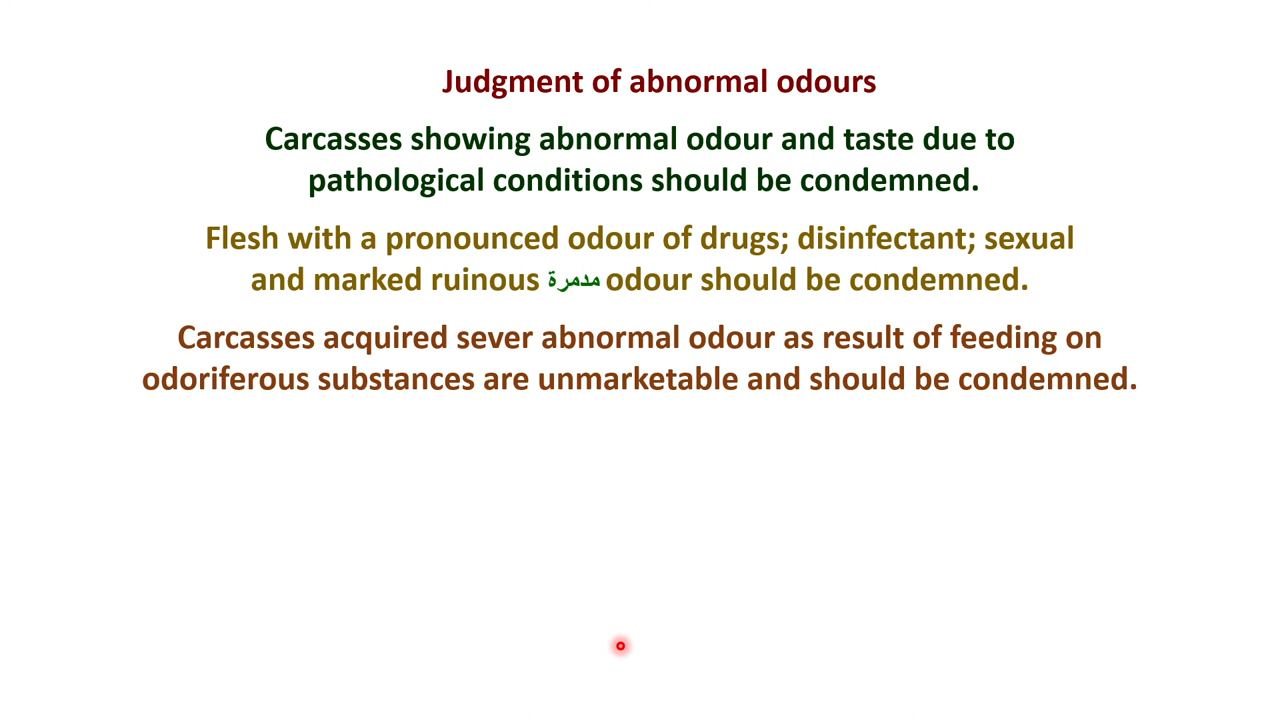 Judgment of abnormal odours
Carcasses showing abnormal odour and taste due to
pathological conditions should be condemned.
Flesh with a pronounced odour of drugs; disinfectant; sexual
and marked ruinous مدمرة odour should be condemned.
Carcasses acquired sever abnormal odour as result of feeding on
odoriferous substances are unmarketable and should be condemned.